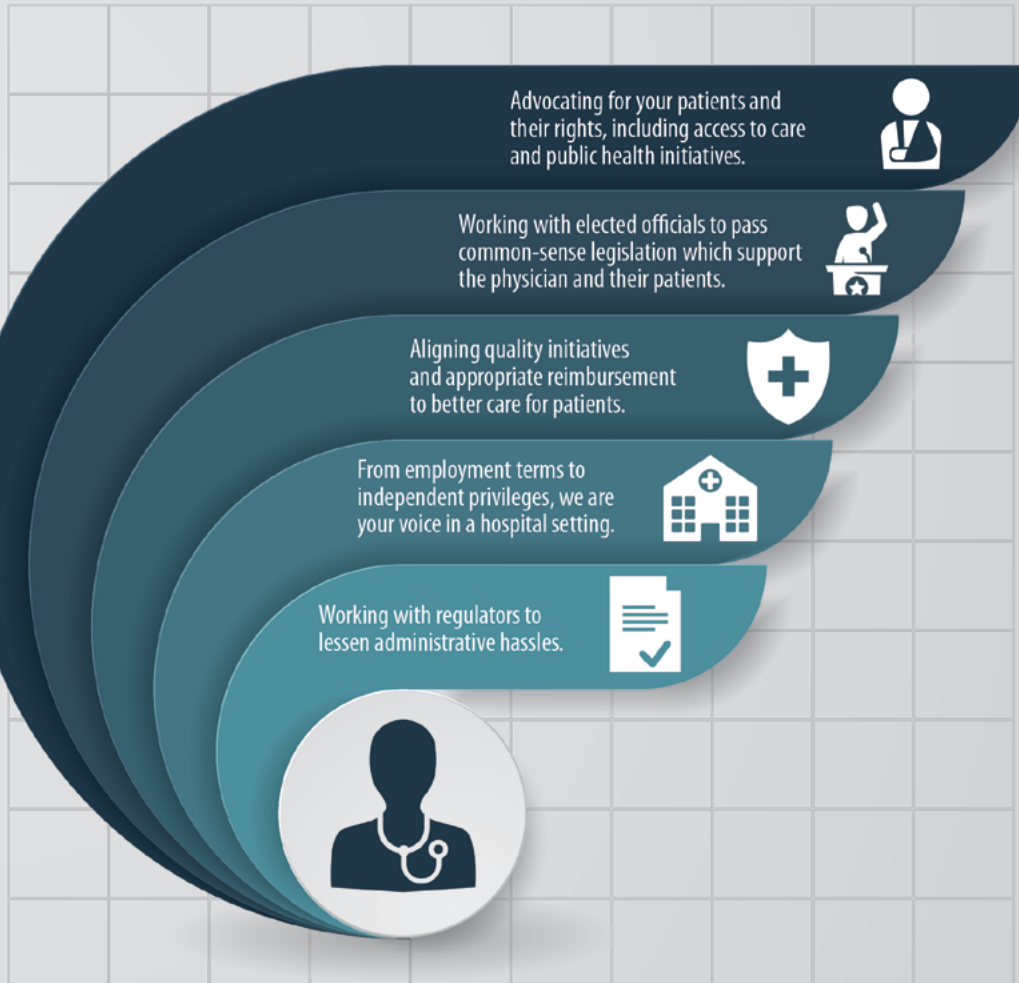 Advocating for your patients and
their rights, including access to care
and public health initiatives.
Working with elected officials to pass
common-sense legislation which support
the physician and their patients.
Aligning quality initiatives
and appropriate reimbursement
to better care for patients.
From employment terms to
independent privileges, we are
your voice in a hospital setting.
Working with regulators to
lessen administrative hassles.